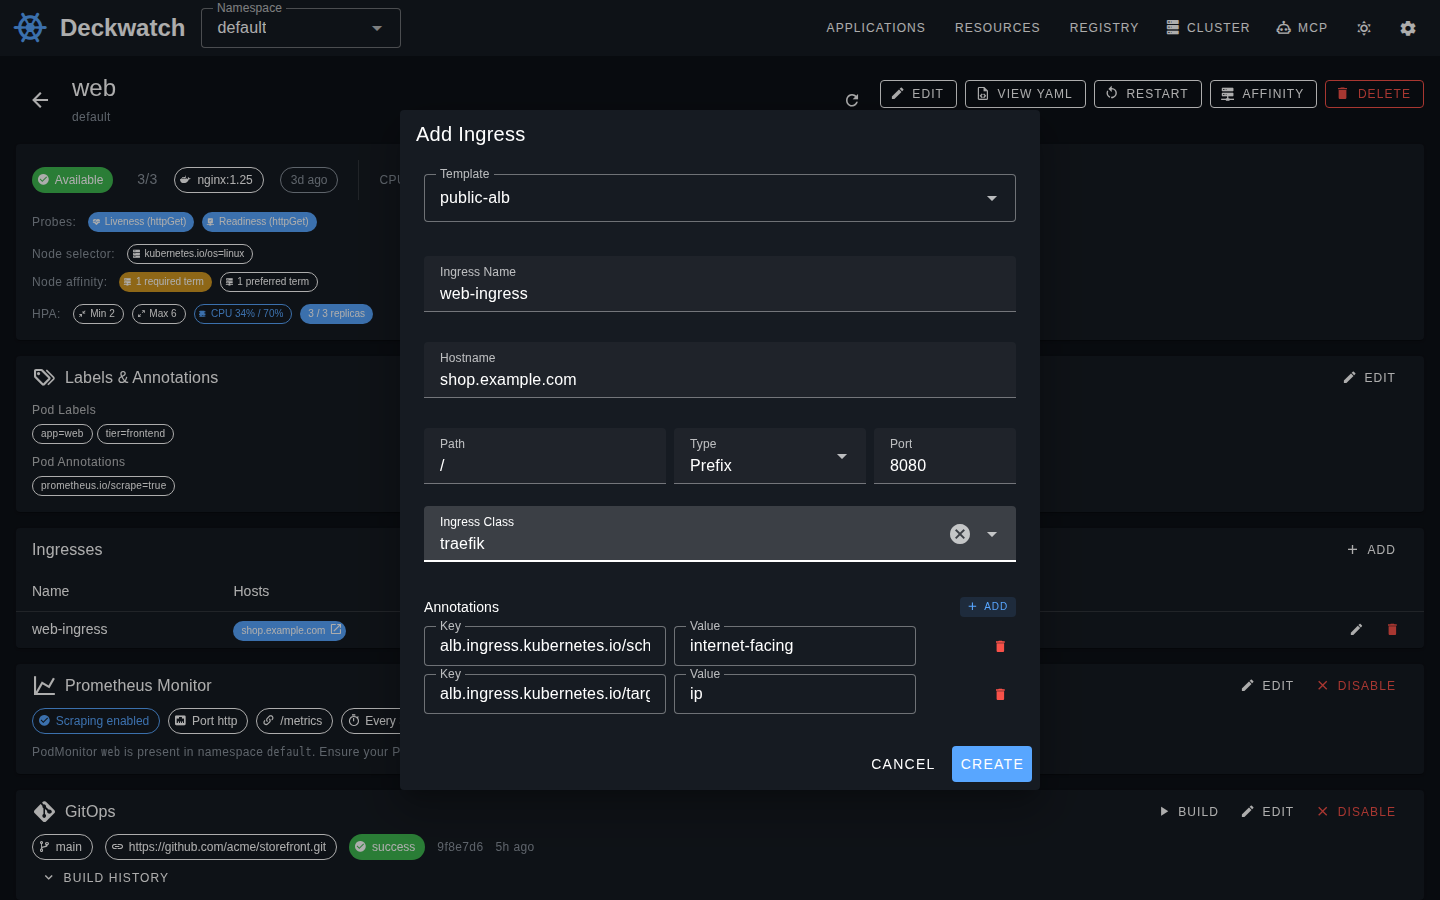 Deckwatch
Namespace
default
APPLICATIONS
RESOURCES
REGISTRY
CLUSTER
MCP
web
default
EDIT
VIEW YAML
RESTART
AFFINITY
DELETE
Available
3/3
nginx:1.25
3d ago
Probes:
Liveness (httpGet)
Readiness (httpGet)
Node selector:
kubernetes.io/os=linux
Node affinity:
1 required term
1 preferred term
HPA:
Min 2
Max 6
CPU 34% / 70%
3 / 3 replicas
Labels & Annotations
EDIT
Pod Labels
app=web
tier=frontend
Pod Annotations
prometheus.io/scrape=true
Ingresses
ADD
Name
Hosts
web-ingress
shop.example.com
Prometheus Monitor
EDIT
DISABLE
Scraping enabled
Port http
/metrics
Every
PodMonitor web is present in namespace default. Ensure your
GitOps
BUILD
EDIT
DISABLE
main
https://github.com/acme/storefront.git
success
9f8e7d6
5h ago
BUILD HISTORY
Add Ingress
Template
public-alb
Ingress Name
web-ingress
Hostname
shop.example.com
Path
/
Type
Prefix
Port
8080
Ingress Class
traefik
Annotations
ADD
Key
alb.ingress.kubernetes.io/sch
Value
internet-facing
Key
alb.ingress.kubernetes.io/targ
Value
ip
CANCEL
CREATE